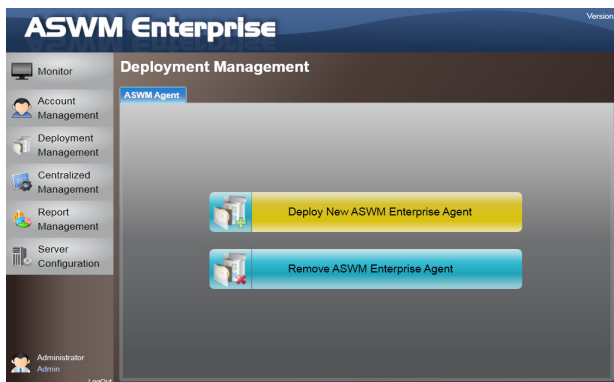 ASWM Enterprise
Version
Monitor
Account
Management
Deployment
Management
Centralized
Management
Report
Management
Server
Configuration
Administrator
Admin
LogOut
Deployment Management
ASWM Agent
Deploy New ASWM Enterprise Agent
Remove ASWM Enterprise Agent